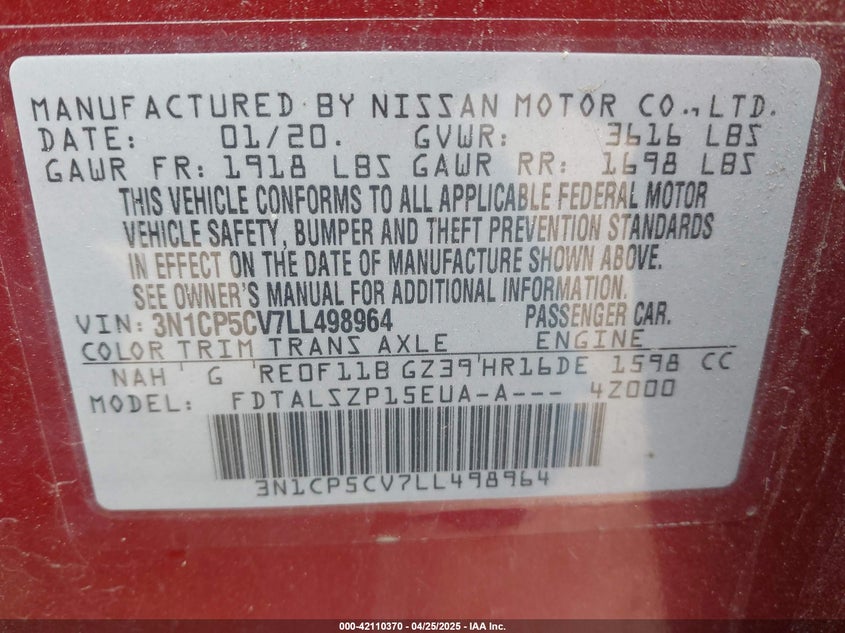 MANUFACTURED BY NISSAN MOTOR CO., LTD.
DATE: 01/20. GVWR: 3616 LBS
GAWR FR: 1918 LBS GAWR RR: 1698 LBS
THIS VEHICLE CONFORMS TO ALL APPLICABLE FEDERAL MOTOR
VEHICLE SAFETY, BUMPER AND THEFT PREVENTION STANDARDS
IN EFFECT ON THE DATE OF MANUFACTURE SHOWN ABOVE.
SEE OWNER'S MANUAL FOR ADDITIONAL INFORMATION.
VIN: 3N1CP5CV7LL498964 PASSENGER CAR.
COLOR TRIM TRANS AXLE ENGINE
NAH G RE0F11B GZ39 HR16DE 1598 CC
MODEL: FDTALSZP15EUA-A--- 4Z000
3N1CP5CV7LL498964
000-42110370 | 04/25/2025 - IAA Inc.